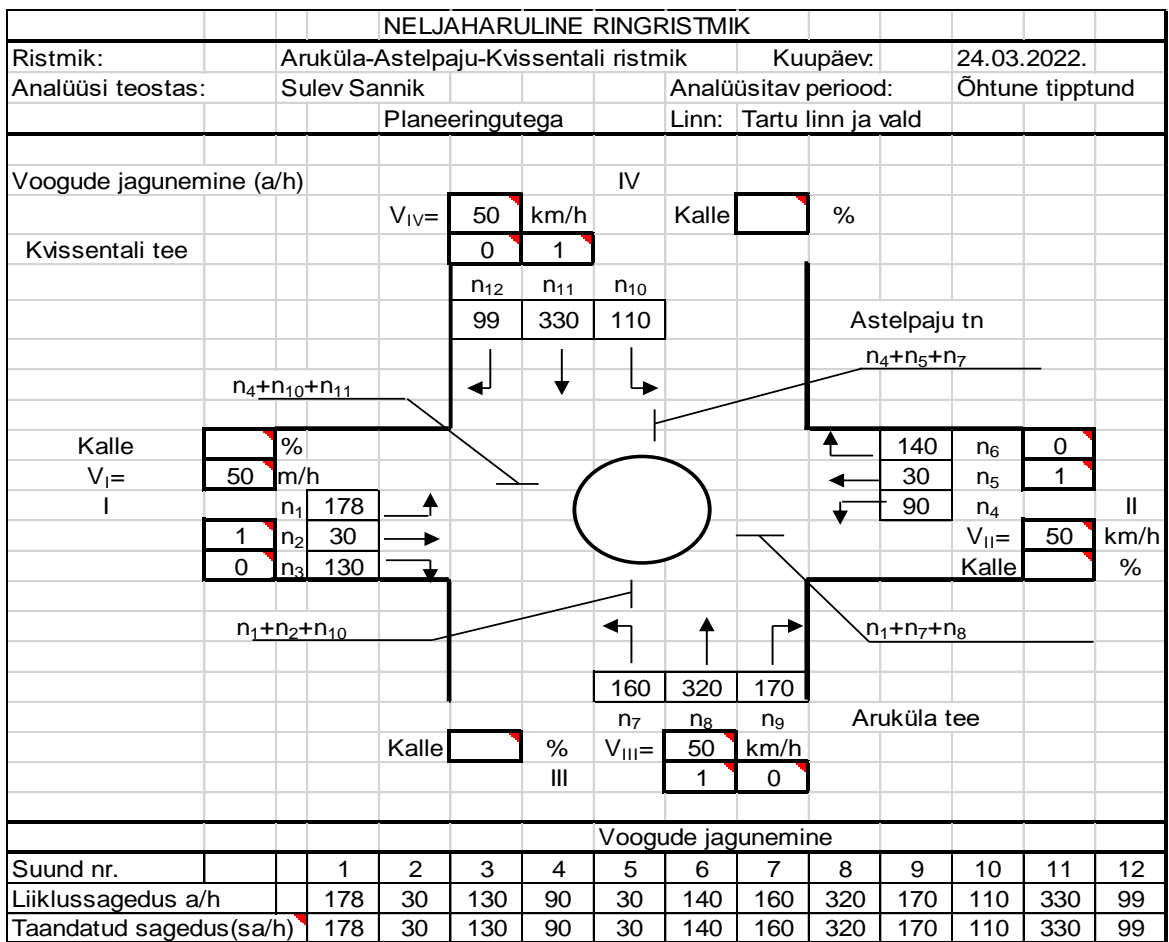 NELJAHARULINE RINGRISTMIK
Ristmik: Aruküla-Astelpaju-Kvissentali ristmik Kuupäev: 24.03.2022.
Analüüsi teostas: Sulev Sannik Analüüsitav periood: Õhtune tipptund
Planeeringutega Linn: Tartu linn ja vald
Voogude jagunemine (a/h) IV
V_IV= 50 km/h Kalle %
Kvissentali tee 0 1
n12 n11 n10
99 330 110 Astelpaju tn
n4+n5+n7
n4+n10+n11
Kalle % 140 n6 0
V_I= 50 m/h 30 n5 1
I n1 178 90 n4 II
1 n2 30 V_II= 50 km/h
0 n3 130 Kalle %
n1+n2+n10 n1+n7+n8
160 320 170
n7 n8 n9 Aruküla tee
Kalle % V_III= 50 km/h
III 1 0
Voogude jagunemine
Suund nr. 1 2 3 4 5 6 7 8 9 10 11 12
Liiklussagedus a/h 178 30 130 90 30 140 160 320 170 110 330 99
Taandatud sagedus(sa/h) 178 30 130 90 30 140 160 320 170 110 330 99